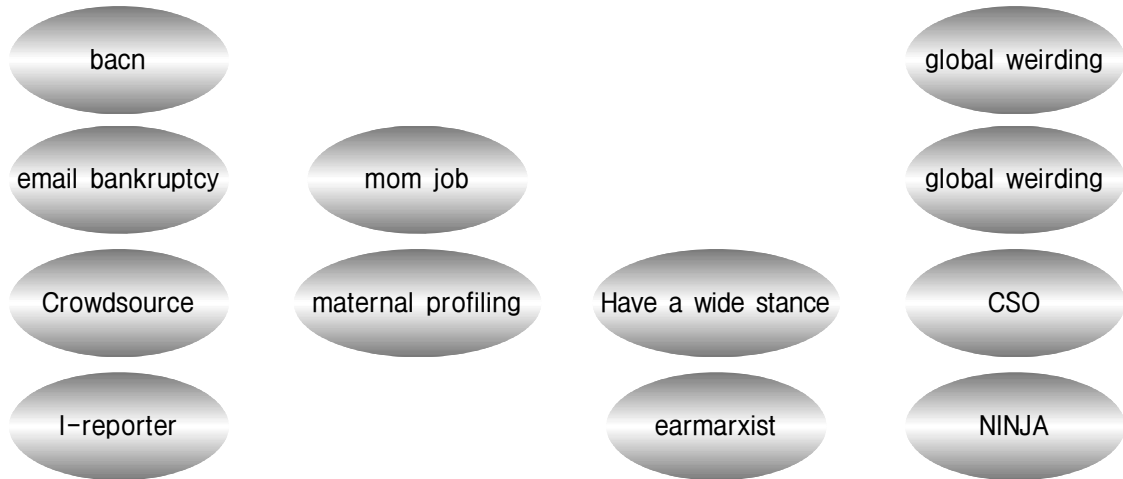 bacn
global weirding
email bankruptcy
mom job
global weirding
Crowdsource
maternal profiling
Have a wide stance
CSO
I-reporter
earmarxist
NINJA